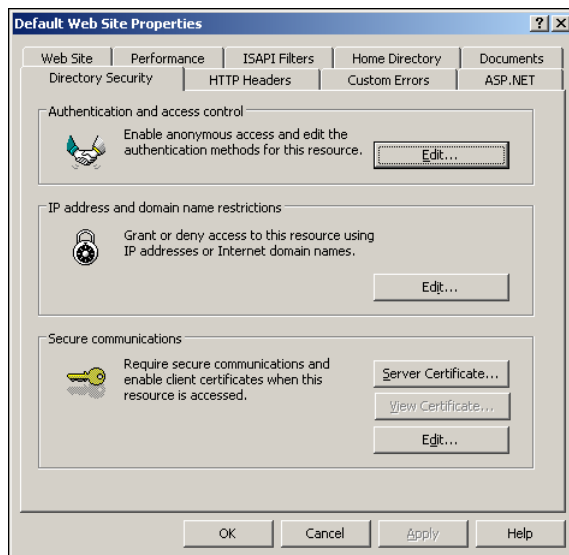 Default Web Site Properties
? ×
Web Site Performance ISAPI Filters Home Directory Documents
Directory Security HTTP Headers Custom Errors ASP.NET
Authentication and access control
Enable anonymous access and edit the
authentication methods for this resource.
Edit...
IP address and domain name restrictions
Grant or deny access to this resource using
IP addresses or Internet domain names.
Edit...
Secure communications
Require secure communications and
enable client certificates when this
resource is accessed.
Server Certificate...
View Certificate...
Edit...
OK Cancel Apply Help